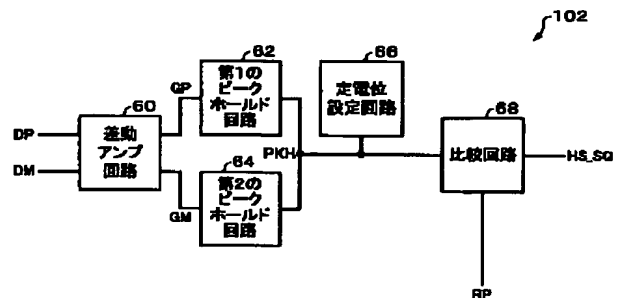 102
62
第1の
ピーク
ホールド
回路
66
定電位
設定回路
60
差動
アンプ
回路
GP
DP
DM
68
比較回路
HS_SQ
PKH
64
第2の
ピーク
ホールド
回路
GM
RP